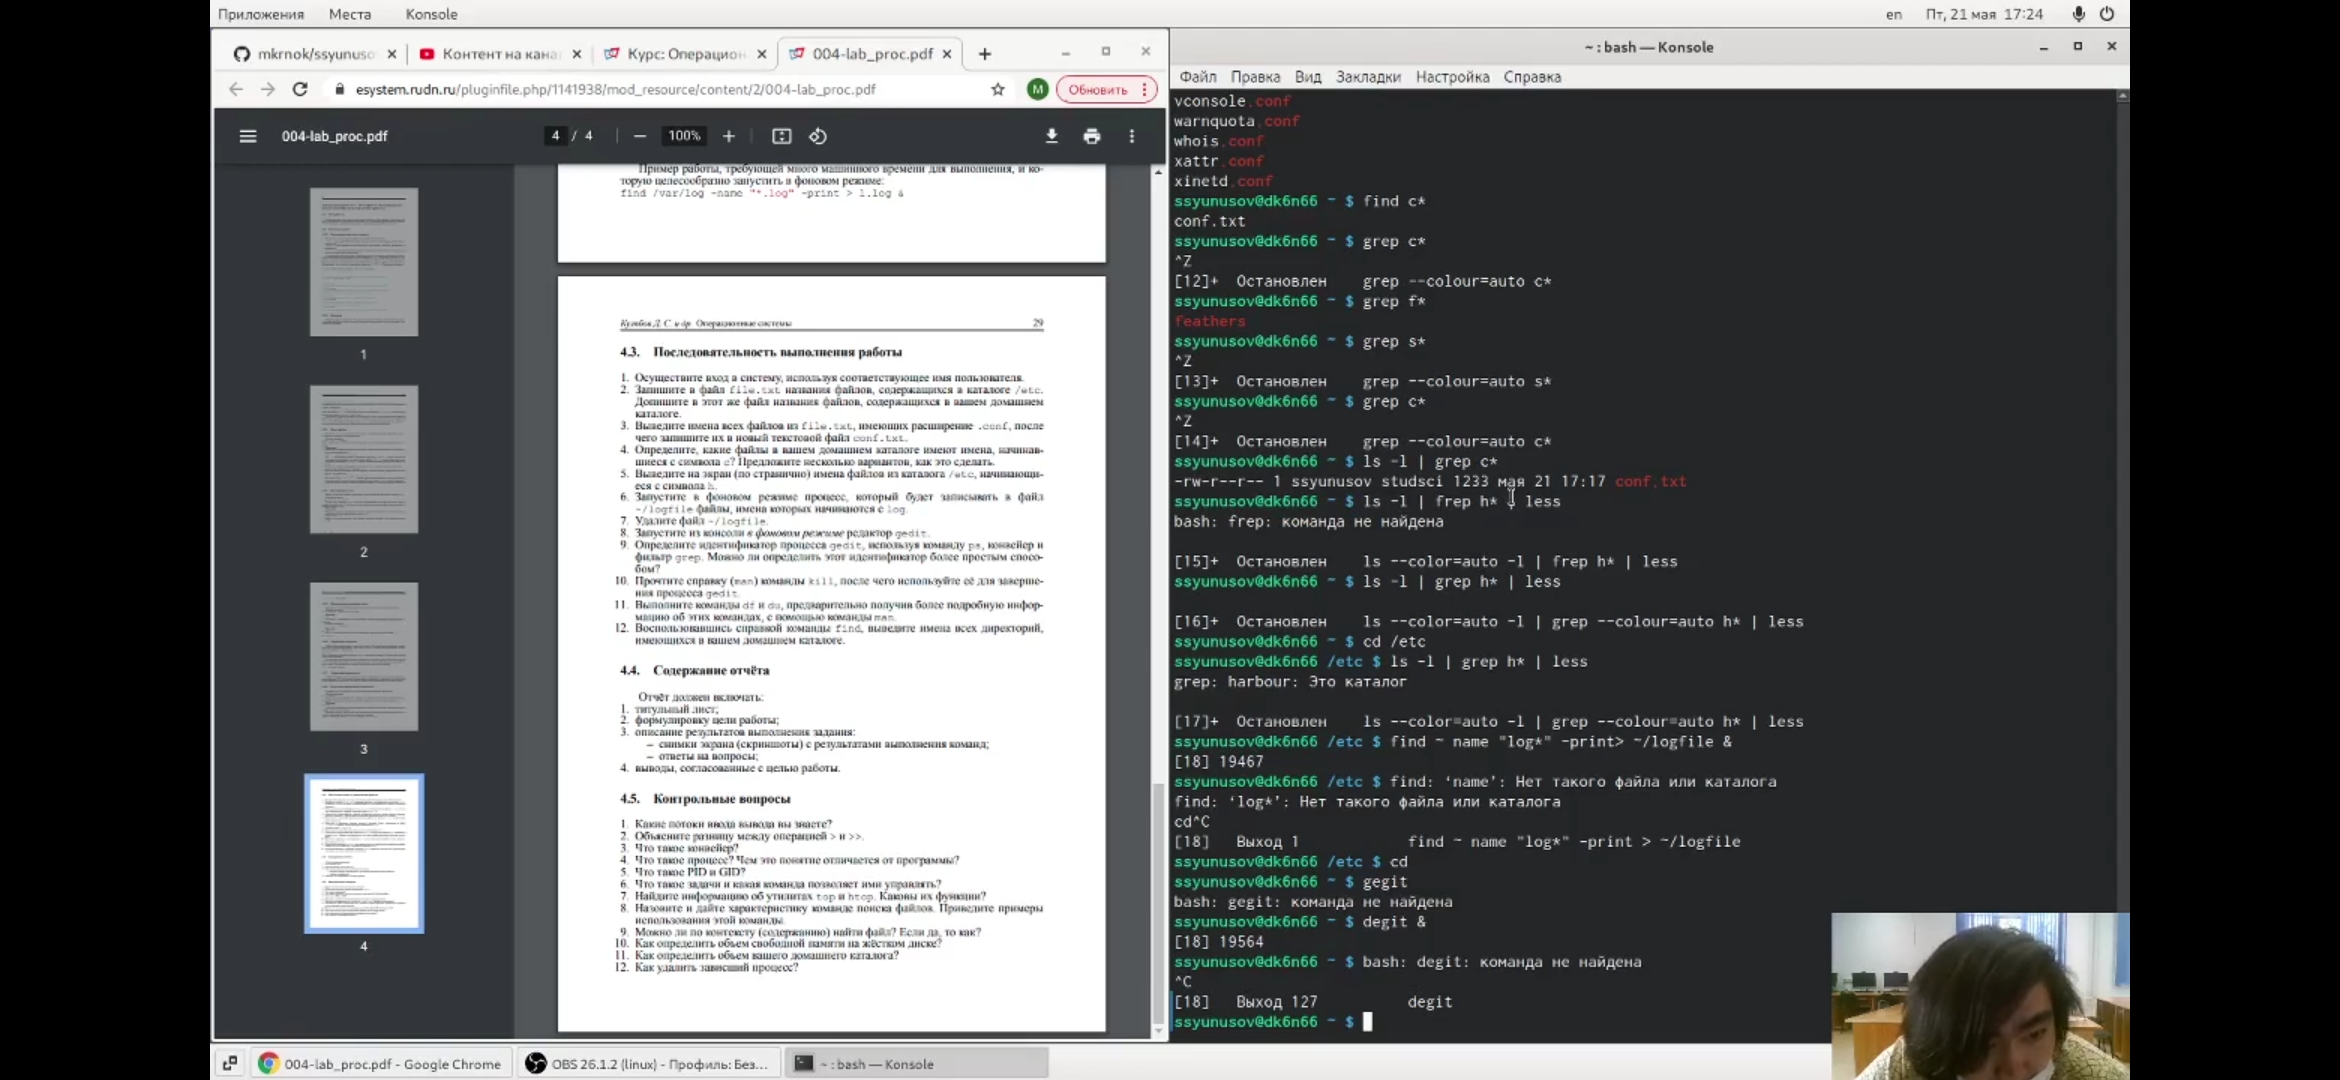 Приложения Места Konsole en Пт, 21 мая 17:24
mkrnok/ssyunuso Контент на кана Курс: Операцион 004-lab_proc.pdf
esystem.rudn.ru/pluginfile.php/1141938/mod_resource/content/2/004-lab_proc.pdf M Обновить
004-lab_proc.pdf 4 / 4 100%
1
2
3
4
Пример работы, требующей много машинного времени для выполнения, и ко-
торую целесообразно запустить в фоновом режиме:
find /var/log -name "*.log" -print > l.log &
Кулябов Д. С. и др. Операционные системы 29
4.3. Последовательность выполнения работы
1. Осуществите вход в систему, используя соответствующее имя пользователя.
2. Запишите в файл file.txt названия файлов, содержащихся в каталоге /etc.
Допишите в этот же файл названия файлов, содержащихся в вашем домашнем
каталоге.
3. Выведите имена всех файлов из file.txt, имеющих расширение .conf, после
чего запишите их в новый текстовой файл conf.txt.
4. Определите, какие файлы в вашем домашнем каталоге имеют имена, начинав-
шиеся с символа c? Предложите несколько вариантов, как это сделать.
5. Выведите на экран (по странично) имена файлов из каталога /etc, начинающи-
еся с символа h.
6. Запустите в фоновом режиме процесс, который будет записывать в файл
~/logfile файлы, имена которых начинаются с log.
7. Удалите файл ~/logfile.
8. Запустите из консоли в фоновом режиме редактор gedit.
9. Определите идентификатор процесса gedit, используя команду ps, конвейер и
фильтр grep. Можно ли определить этот идентификатор более простым спосо-
бом?
10. Прочтите справку (man) команды kill, после чего используйте её для заверше-
ния процесса gedit.
11. Выполните команды df и du, предварительно получив более подробную инфор-
мацию об этих командах, с помощью команды man.
12. Воспользовавшись справкой команды find, выведите имена всех директорий,
имеющихся в вашем домашнем каталоге.
4.4. Содержание отчёта
Отчёт должен включать:
1. титульный лист;
2. формулировку цели работы;
3. описание результатов выполнения задания:
– снимки экрана (скриншоты) с результатами выполнения команд;
– ответы на вопросы;
4. выводы, согласованные с целью работы.
4.5. Контрольные вопросы
1. Какие потоки ввода вывода вы знаете?
2. Объясните разницу между операцией > и >>.
3. Что такое конвейер?
4. Что такое процесс? Чем это понятие отличается от программы?
5. Что такое PID и GID?
6. Что такое задачи и какая команда позволяет ими управлять?
7. Найдите информацию об утилитах top и htop. Каковы их функции?
8. Назовите и дайте характеристику команде поиска файлов. Приведите примеры
использования этой команды.
9. Можно ли по контексту (содержанию) найти файл? Если да, то как?
10. Как определить объем свободной памяти на жёстком диске?
11. Как определить объем вашего домашнего каталога?
12. Как удалить зависший процесс?
~ : bash — Konsole
Файл Правка Вид Закладки Настройка Справка
vconsole.conf
warnquota.conf
whois.conf
xattr.conf
xinetd.conf
ssyunusov@dk6n66 ~ $ find c*
conf.txt
ssyunusov@dk6n66 ~ $ grep c*
^Z
[12]+ Остановлен grep --colour=auto c*
ssyunusov@dk6n66 ~ $ grep f*
feathers
ssyunusov@dk6n66 ~ $ grep s*
^Z
[13]+ Остановлен grep --colour=auto s*
ssyunusov@dk6n66 ~ $ grep c*
^Z
[14]+ Остановлен grep --colour=auto c*
ssyunusov@dk6n66 ~ $ ls -l | grep c*
-rw-r--r-- 1 ssyunusov studsci 1233 мая 21 17:17 conf.txt
ssyunusov@dk6n66 ~ $ ls -l | frep h* | less
bash: frep: команда не найдена
[15]+ Остановлен ls --color=auto -l | frep h* | less
ssyunusov@dk6n66 ~ $ ls -l | grep h* | less
[16]+ Остановлен ls --color=auto -l | grep --colour=auto h* | less
ssyunusov@dk6n66 ~ $ cd /etc
ssyunusov@dk6n66 /etc $ ls -l | grep h* | less
grep: harbour: Это каталог
[17]+ Остановлен ls --color=auto -l | grep --colour=auto h* | less
ssyunusov@dk6n66 /etc $ find ~ name "log*" -print> ~/logfile &
[18] 19467
ssyunusov@dk6n66 /etc $ find: ‘name’: Нет такого файла или каталога
find: ‘log*’: Нет такого файла или каталога
cd^C
[18] Выход 1 find ~ name "log*" -print > ~/logfile
ssyunusov@dk6n66 /etc $ cd
ssyunusov@dk6n66 ~ $ gegit
bash: gegit: команда не найдена
ssyunusov@dk6n66 ~ $ degit &
[18] 19564
ssyunusov@dk6n66 ~ $ bash: degit: команда не найдена
^C
[18] Выход 127 degit
ssyunusov@dk6n66 ~ $
004-lab_proc.pdf - Google Chrome OBS 26.1.2 (linux) - Профиль: Без... ~ : bash — Konsole